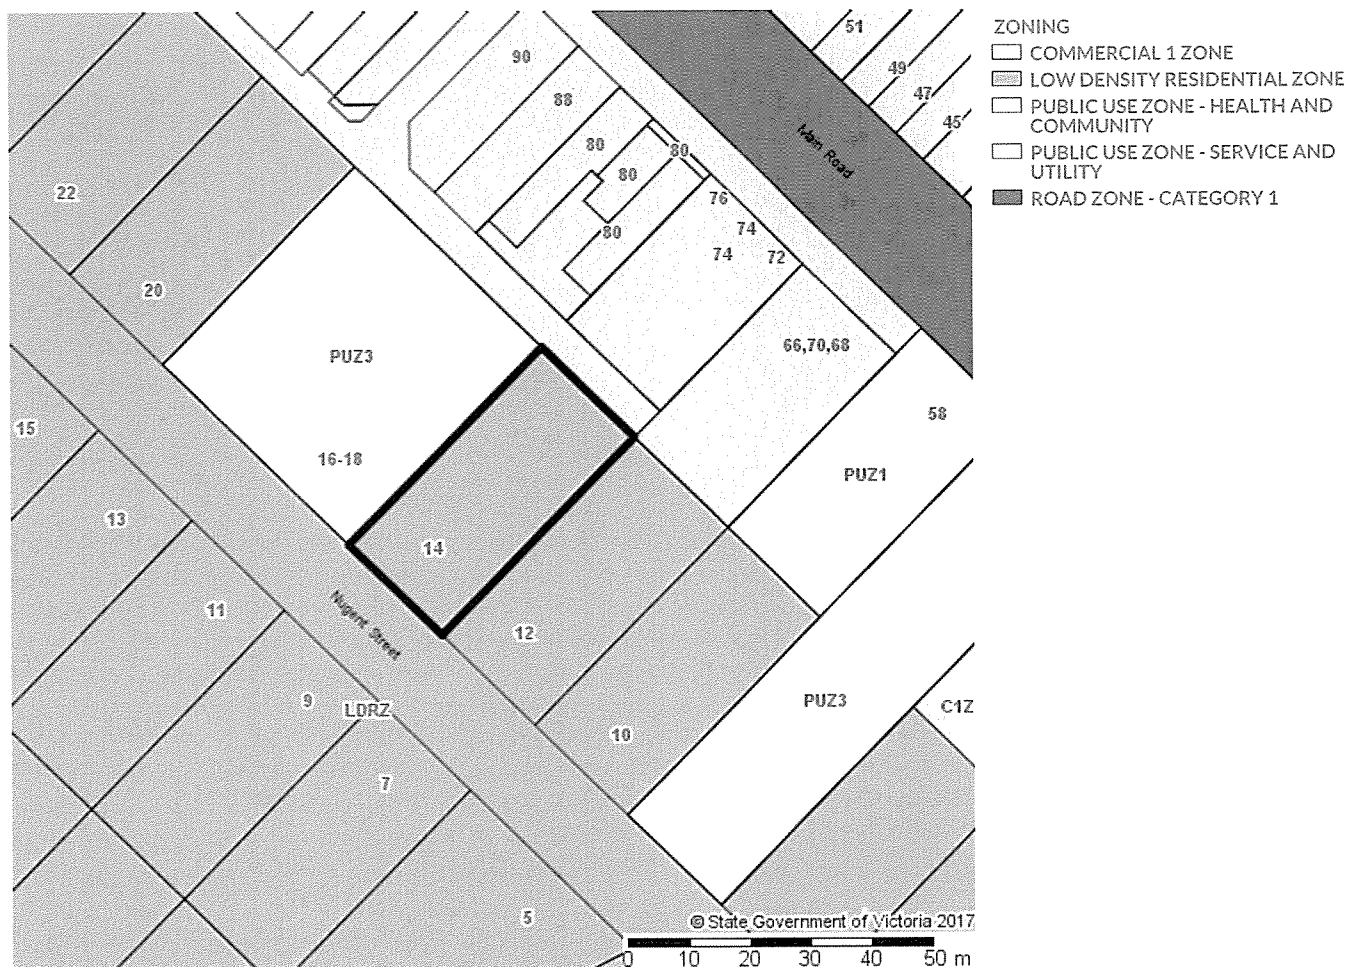 ZONING
COMMERCIAL 1 ZONE
LOW DENSITY RESIDENTIAL ZONE
PUBLIC USE ZONE - HEALTH AND
COMMUNITY
PUBLIC USE ZONE - SERVICE AND
UTILITY
ROAD ZONE - CATEGORY 1
51
90
49
88
47
45
Main Road
80
80
80
22
76
80
74
74
72
20
66,70,68
PUZ3
58
15
16-18
PUZ1
13
14
11
Nugent Street
12
9
LDRZ
PUZ3
C1Z
10
7
5
© State Government of Victoria 2017
0 10 20 30 40 50 m